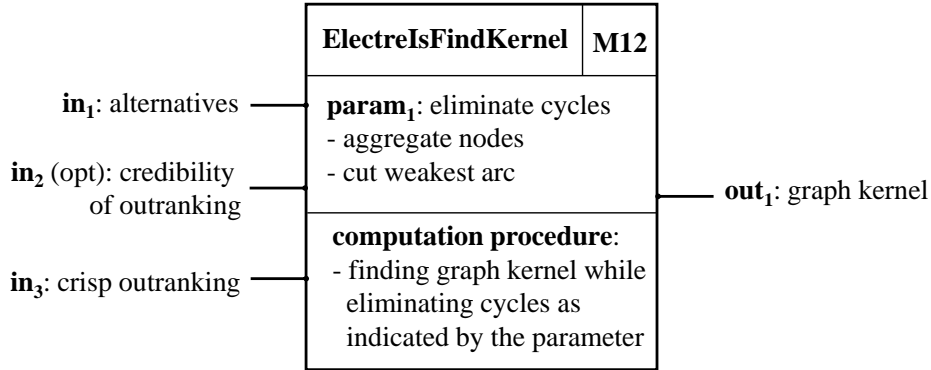 ElectreIsFindKernel M12
in1: alternatives
in2 (opt): credibility
of outranking
in3: crisp outranking
param1: eliminate cycles
- aggregate nodes
- cut weakest arc
computation procedure:
- finding graph kernel while
eliminating cycles as
indicated by the parameter
out1: graph kernel